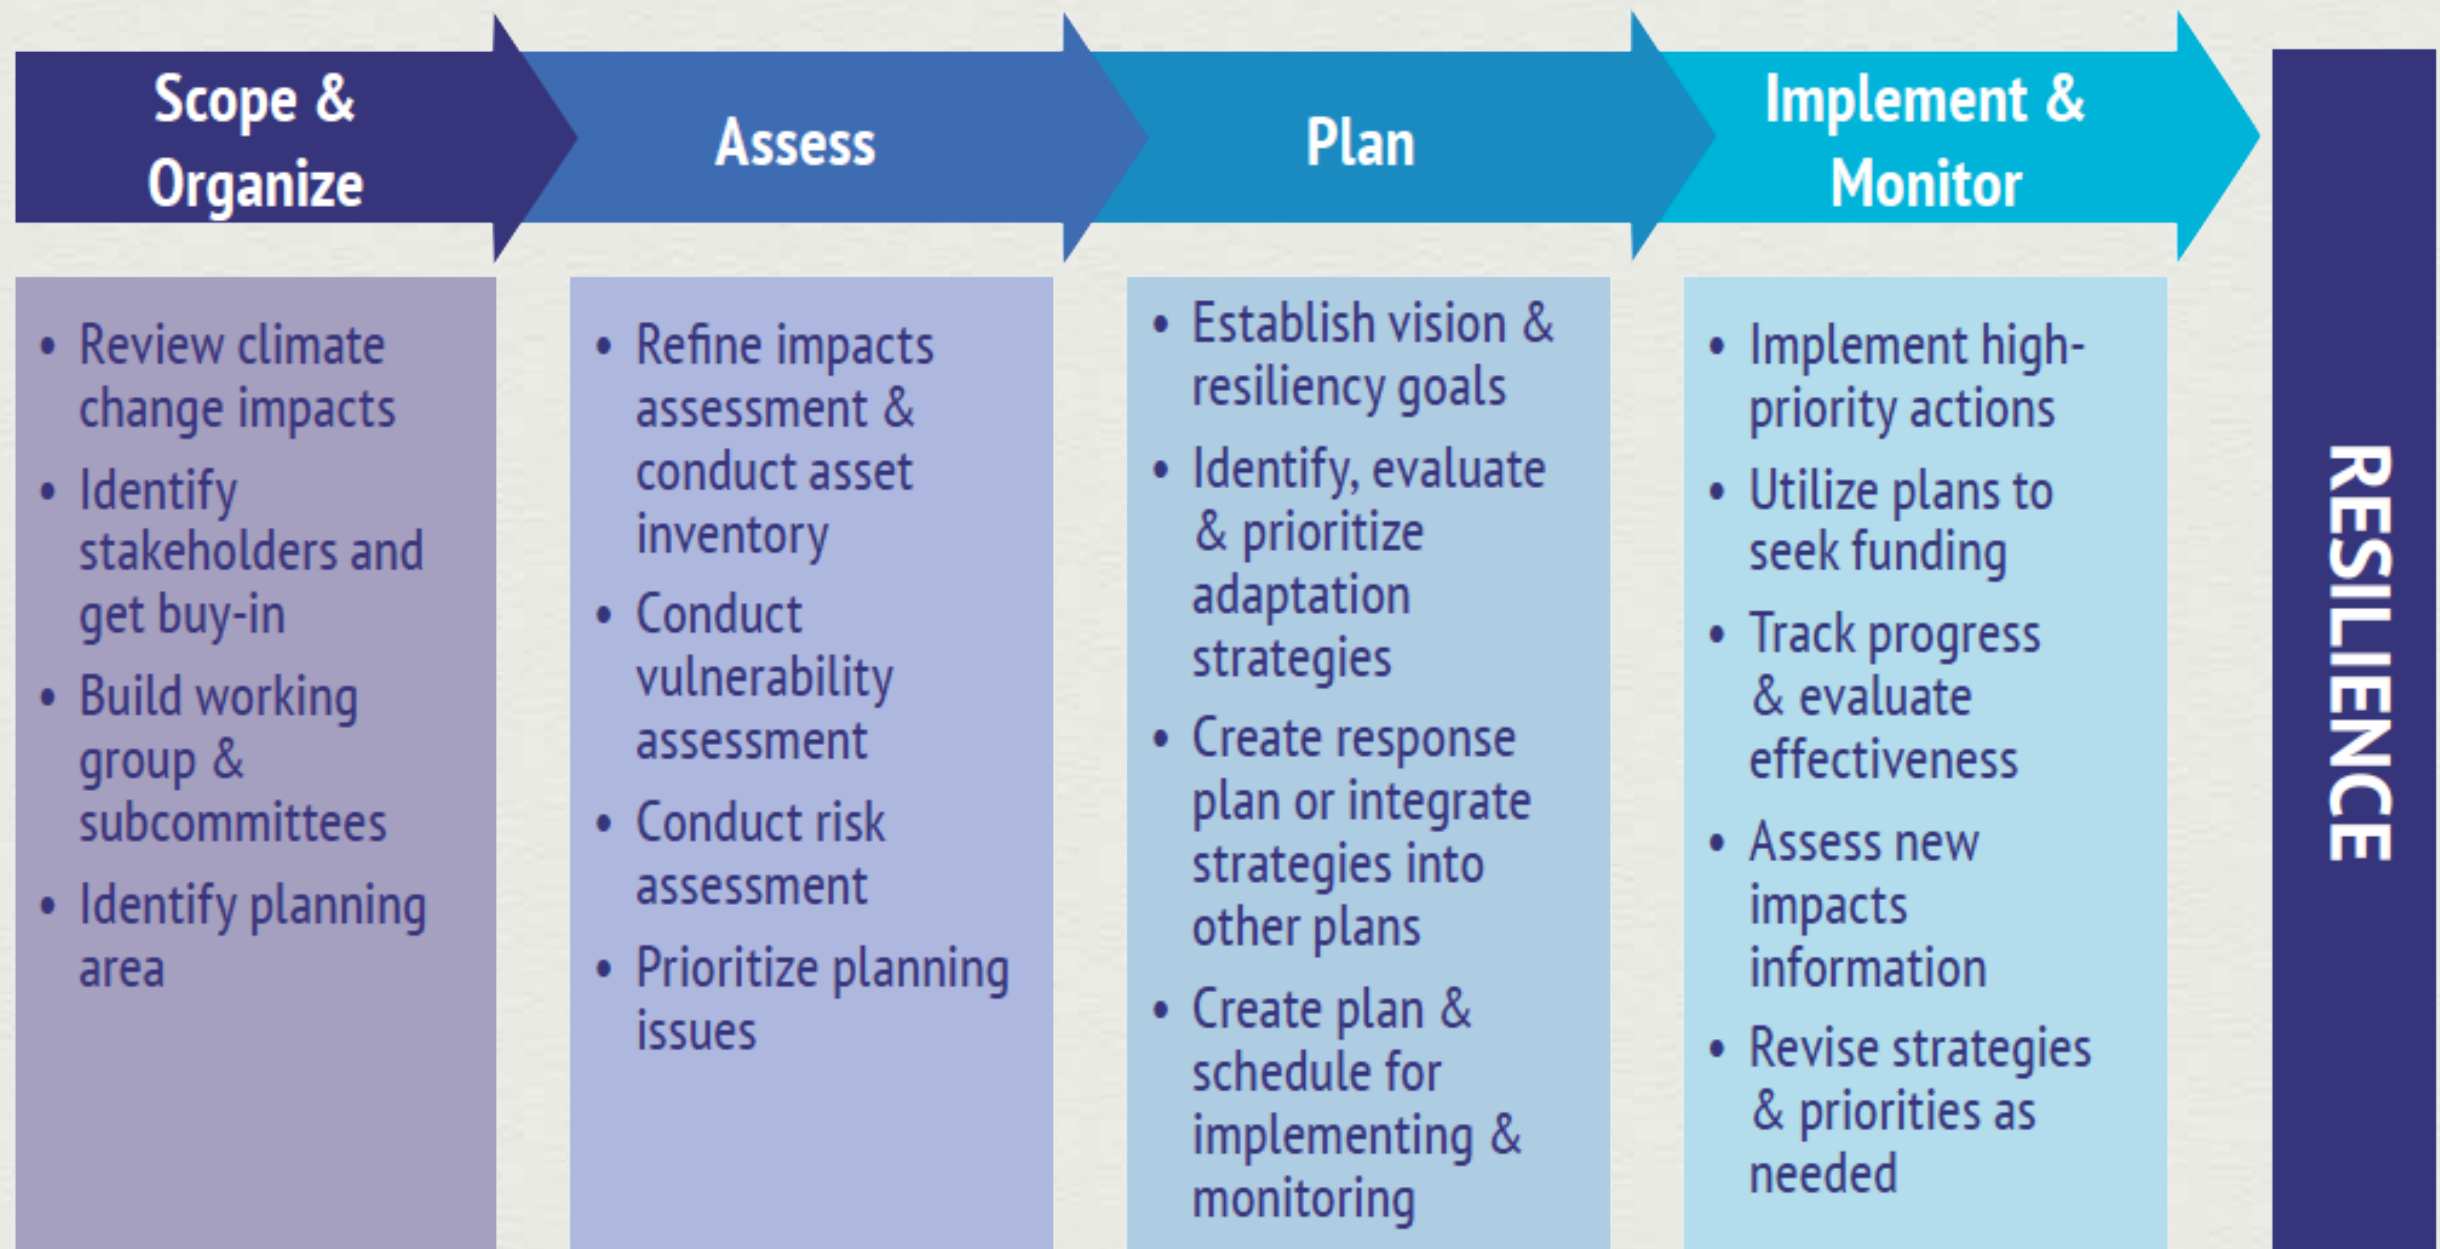 Scope &
Organize
Assess
Plan
Implement &
Monitor
• Review climate
change impacts
• Identify
stakeholders and
get buy-in
• Build working
group &
subcommittees
• Identify planning
area
• Refine impacts
assessment &
conduct asset
inventory
• Conduct
vulnerability
assessment
• Conduct risk
assessment
• Prioritize planning
issues
• Establish vision &
resiliency goals
• Identify, evaluate
& prioritize
adaptation
strategies
• Create response
plan or integrate
strategies into
other plans
• Create plan &
schedule for
implementing &
monitoring
• Implement high-
priority actions
• Utilize plans to
seek funding
• Track progress
& evaluate
effectiveness
• Assess new
impacts
information
• Revise strategies
& priorities as
needed
RESILIENCE